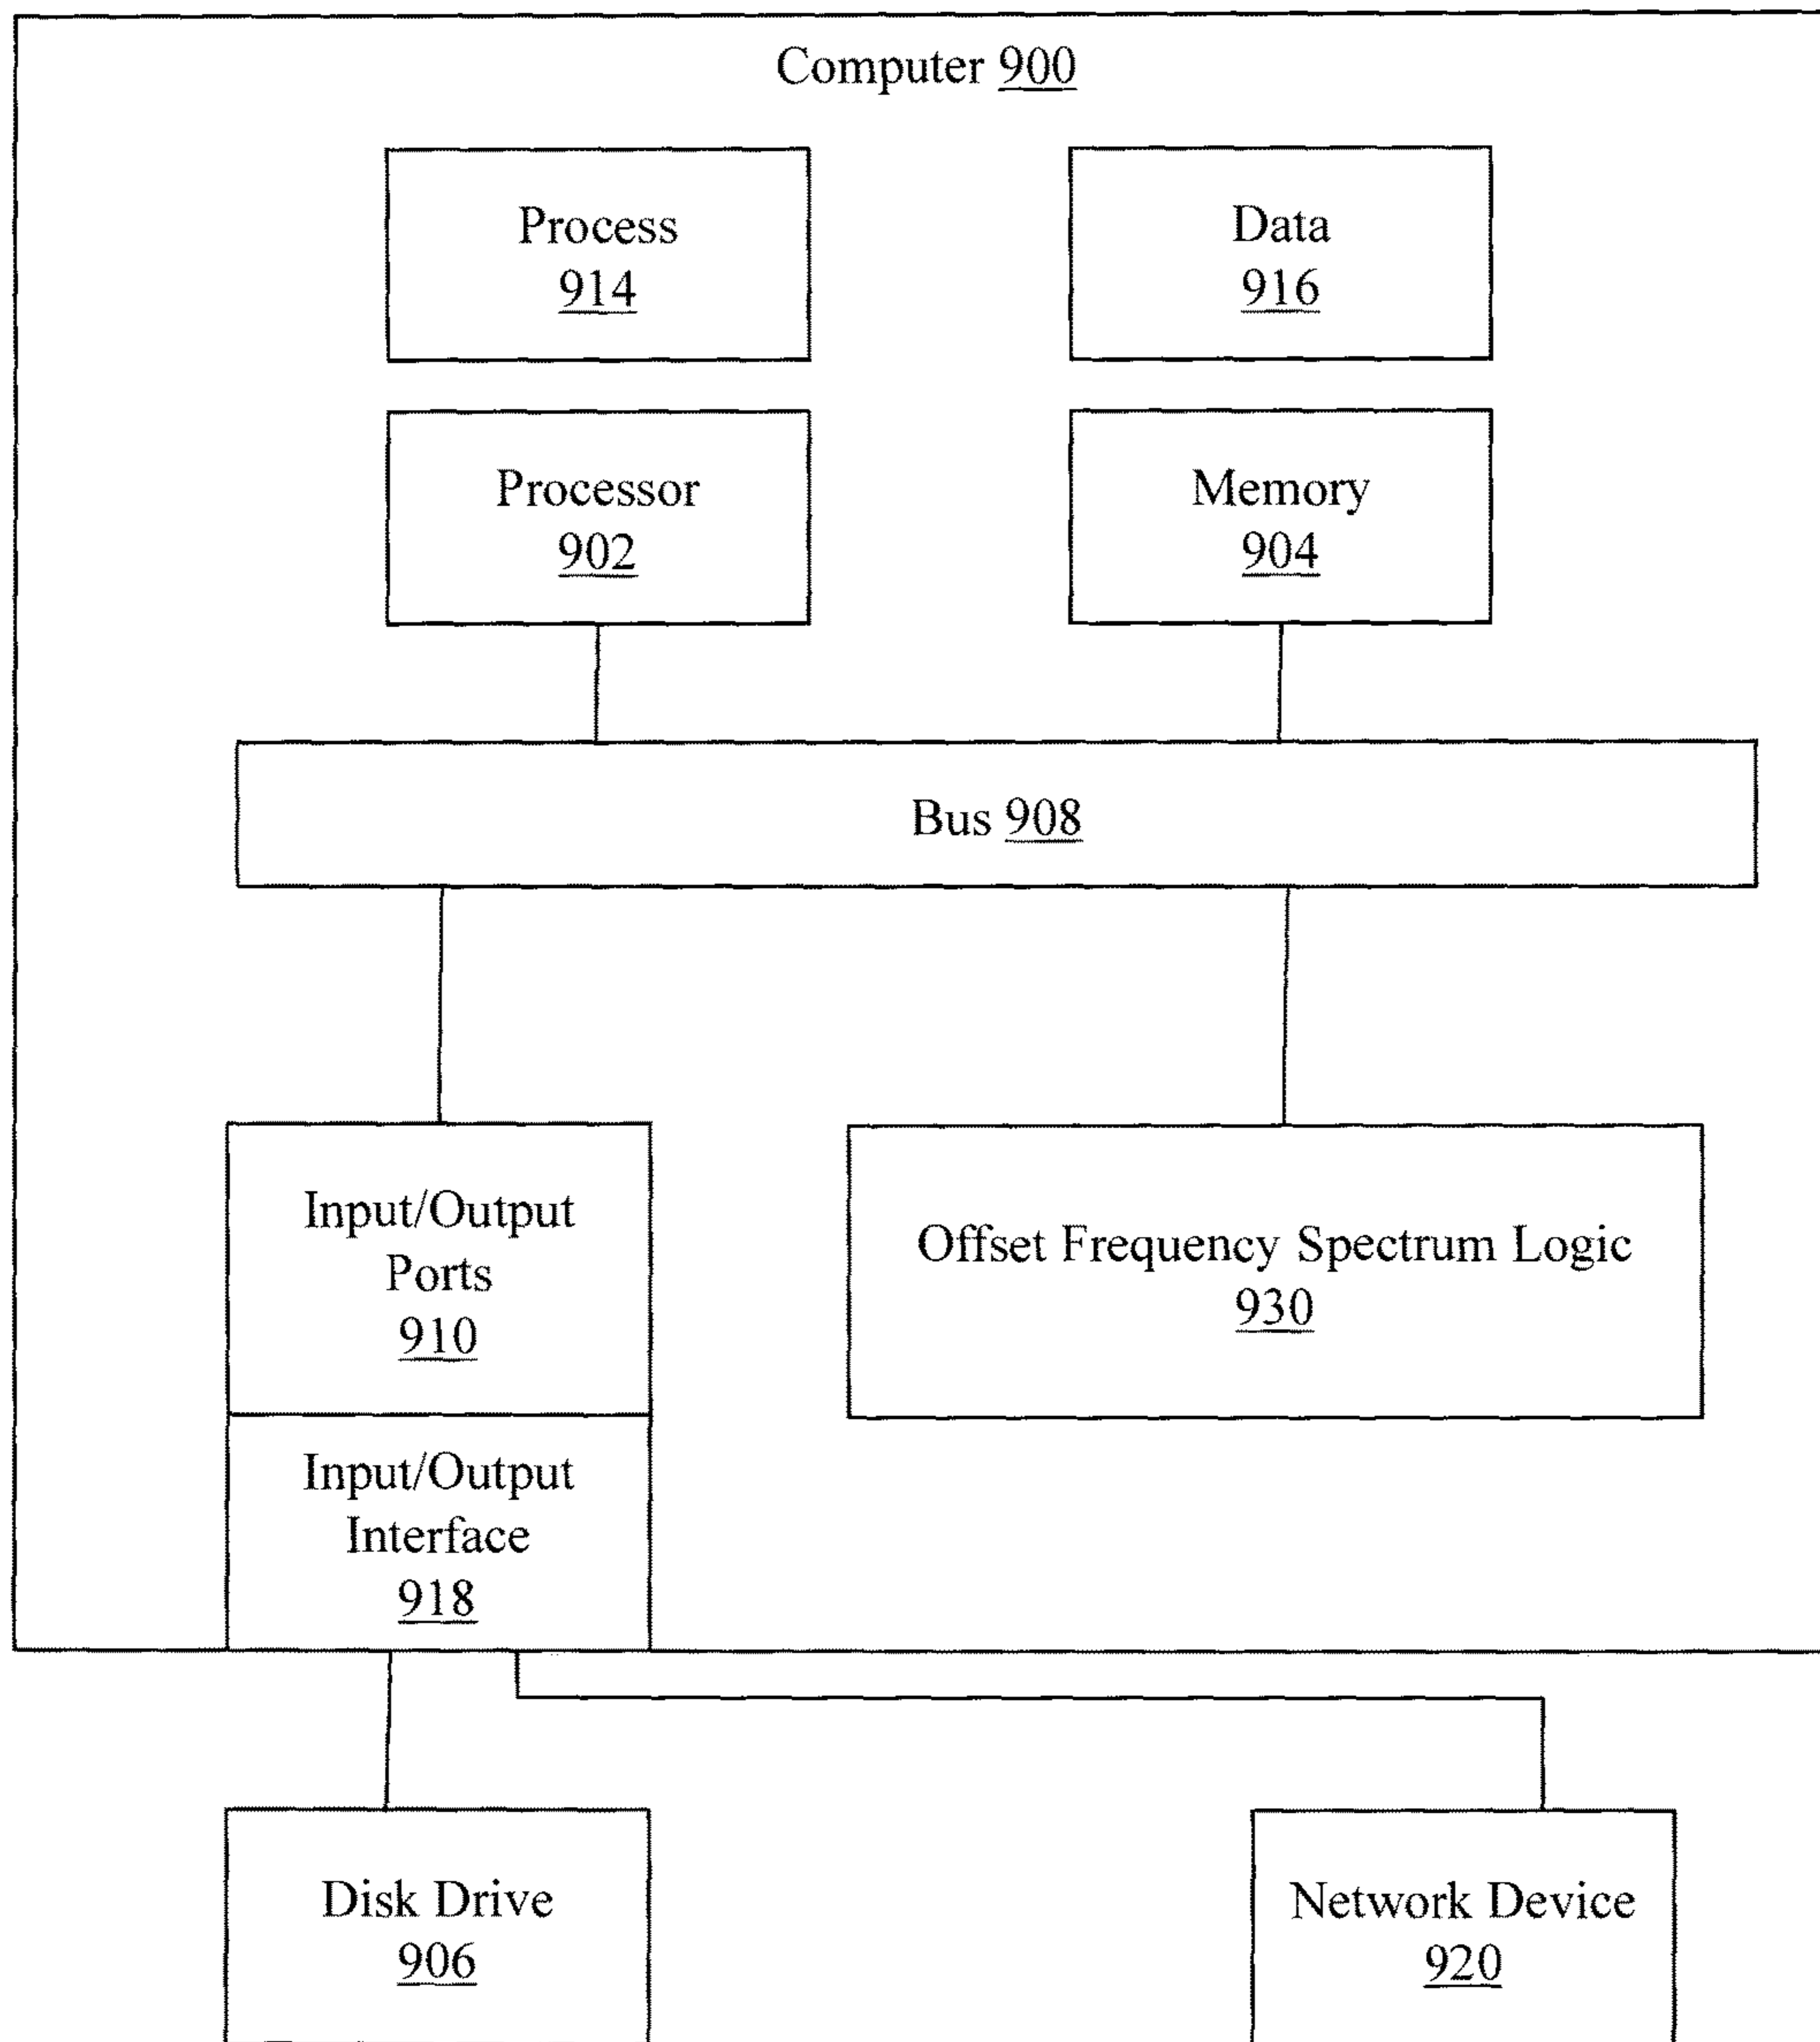 Computer 900
Process
914
Data
916
Processor
902
Memory
904
Bus 908
Input/Output
Ports
910
Offset Frequency Spectrum Logic
930
Input/Output
Interface
918
Disk Drive
906
Network Device
920